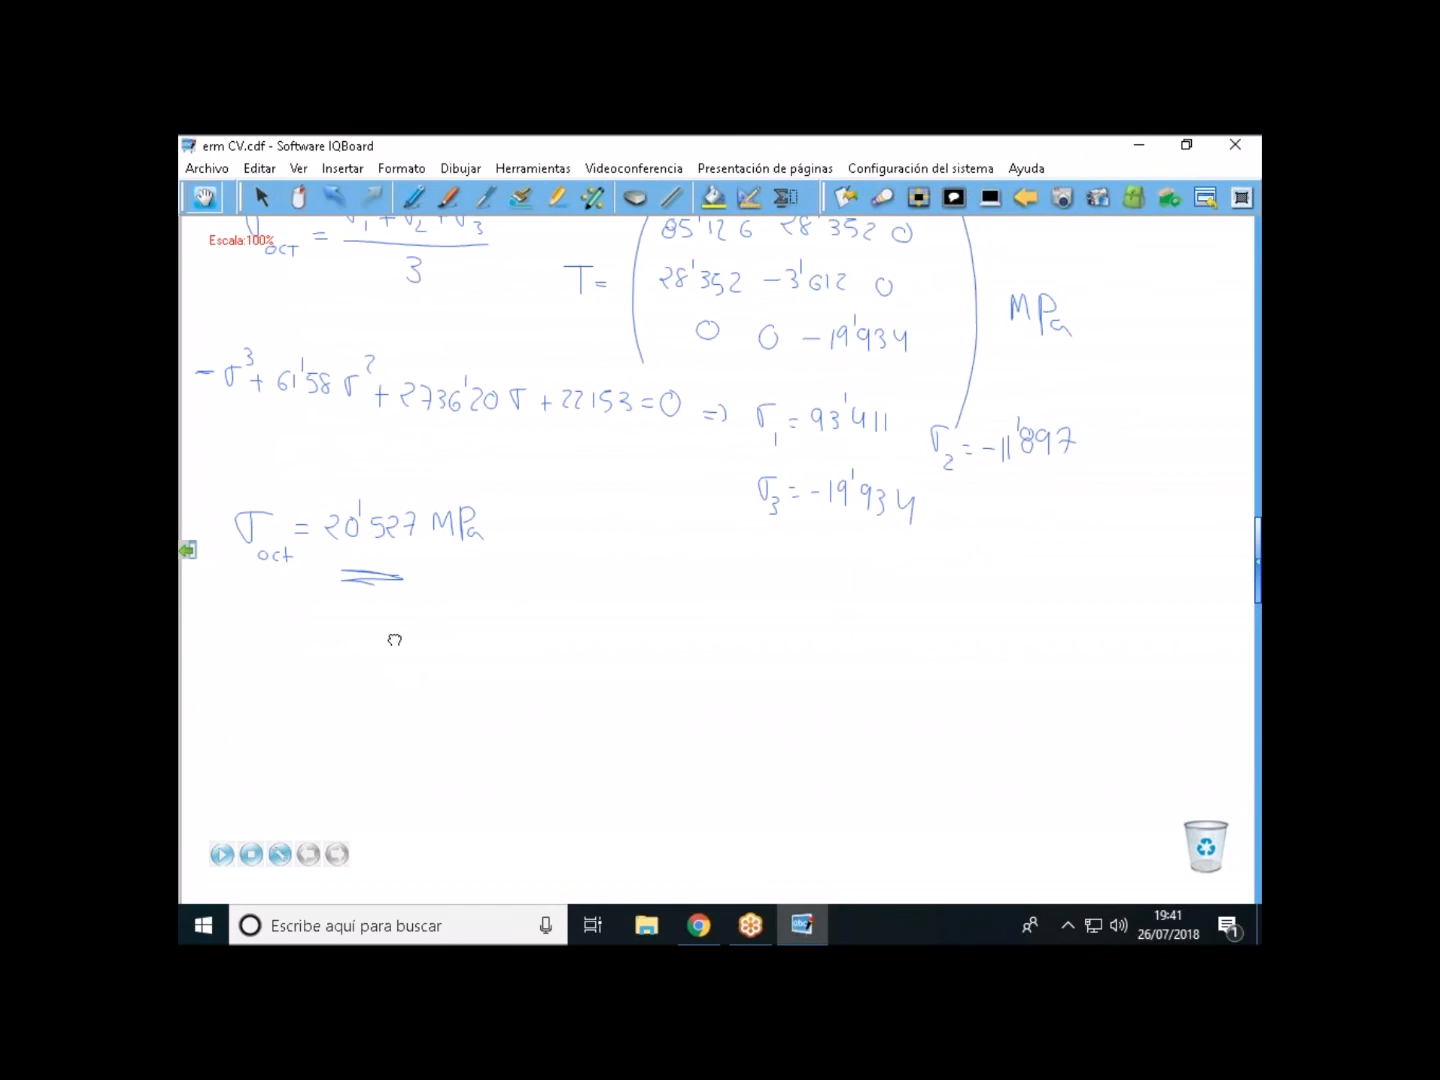 erm CV.cdf - Software IQBoard
Archivo Editar Ver Insertar Formato Dibujar Herramientas Videoconferencia Presentación de páginas Configuración del sistema Ayuda
Escala:100%
σoct = σ1 + σ2 + σ3
3
T =
85'126 28'352 0
28'352 -3'612 0
0 0 -19'934
MPa
-σ³ + 61'58 σ² + 2736'20 σ + 22153 = 0 => σ1 = 93'411 σ2 = -11'897
σ3 = -19'934
σoct = 20'527 MPa
Escribe aquí para buscar
19:41
26/07/2018
1